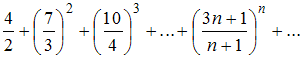 4/2 + (7/3)^2 + (10/4)^3 + ... + ((3n+1)/(n+1))^n + ...